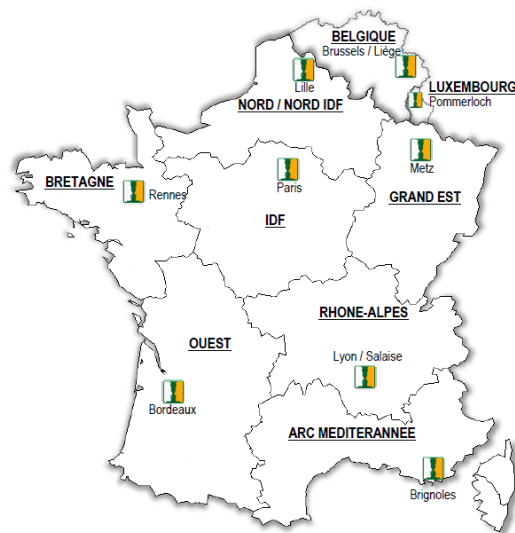 BELGIQUE
Brussels / Liége
Lille
LUXEMBOURG
Pommerloch
NORD / NORD IDF
Metz
BRETAGNE
Rennes
Paris
GRAND EST
IDF
RHONE-ALPES
OUEST
Lyon / Salaise
Bordeaux
ARC MEDITERANNEE
Brignoles